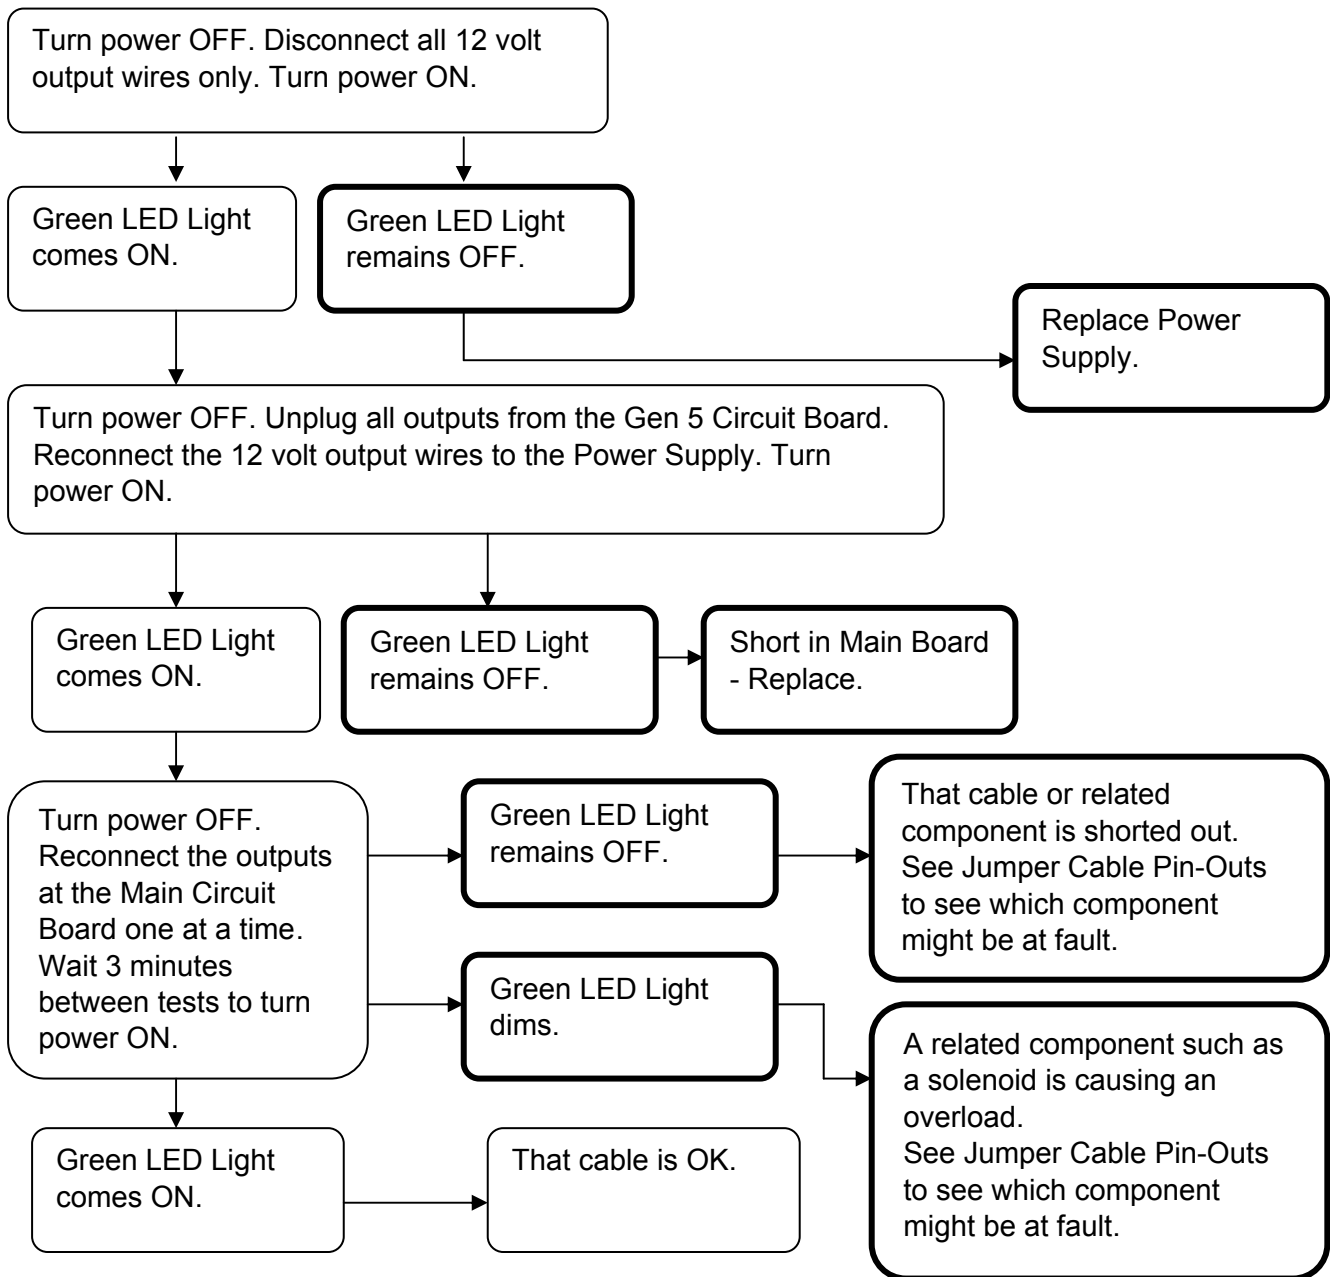 Turn power OFF. Disconnect all 12 volt
output wires only. Turn power ON.
Green LED Light
comes ON.
Green LED Light
remains OFF.
Replace Power
Supply.
Turn power OFF. Unplug all outputs from the Gen 5 Circuit Board.
Reconnect the 12 volt output wires to the Power Supply. Turn
power ON.
Green LED Light
comes ON.
Green LED Light
remains OFF.
Short in Main Board
- Replace.
Turn power OFF.
Reconnect the outputs
at the Main Circuit
Board one at a time.
Wait 3 minutes
between tests to turn
power ON.
Green LED Light
remains OFF.
That cable or related
component is shorted out.
See Jumper Cable Pin-Outs
to see which component
might be at fault.
Green LED Light
dims.
A related component such as
a solenoid is causing an
overload.
See Jumper Cable Pin-Outs
to see which component
might be at fault.
Green LED Light
comes ON.
That cable is OK.